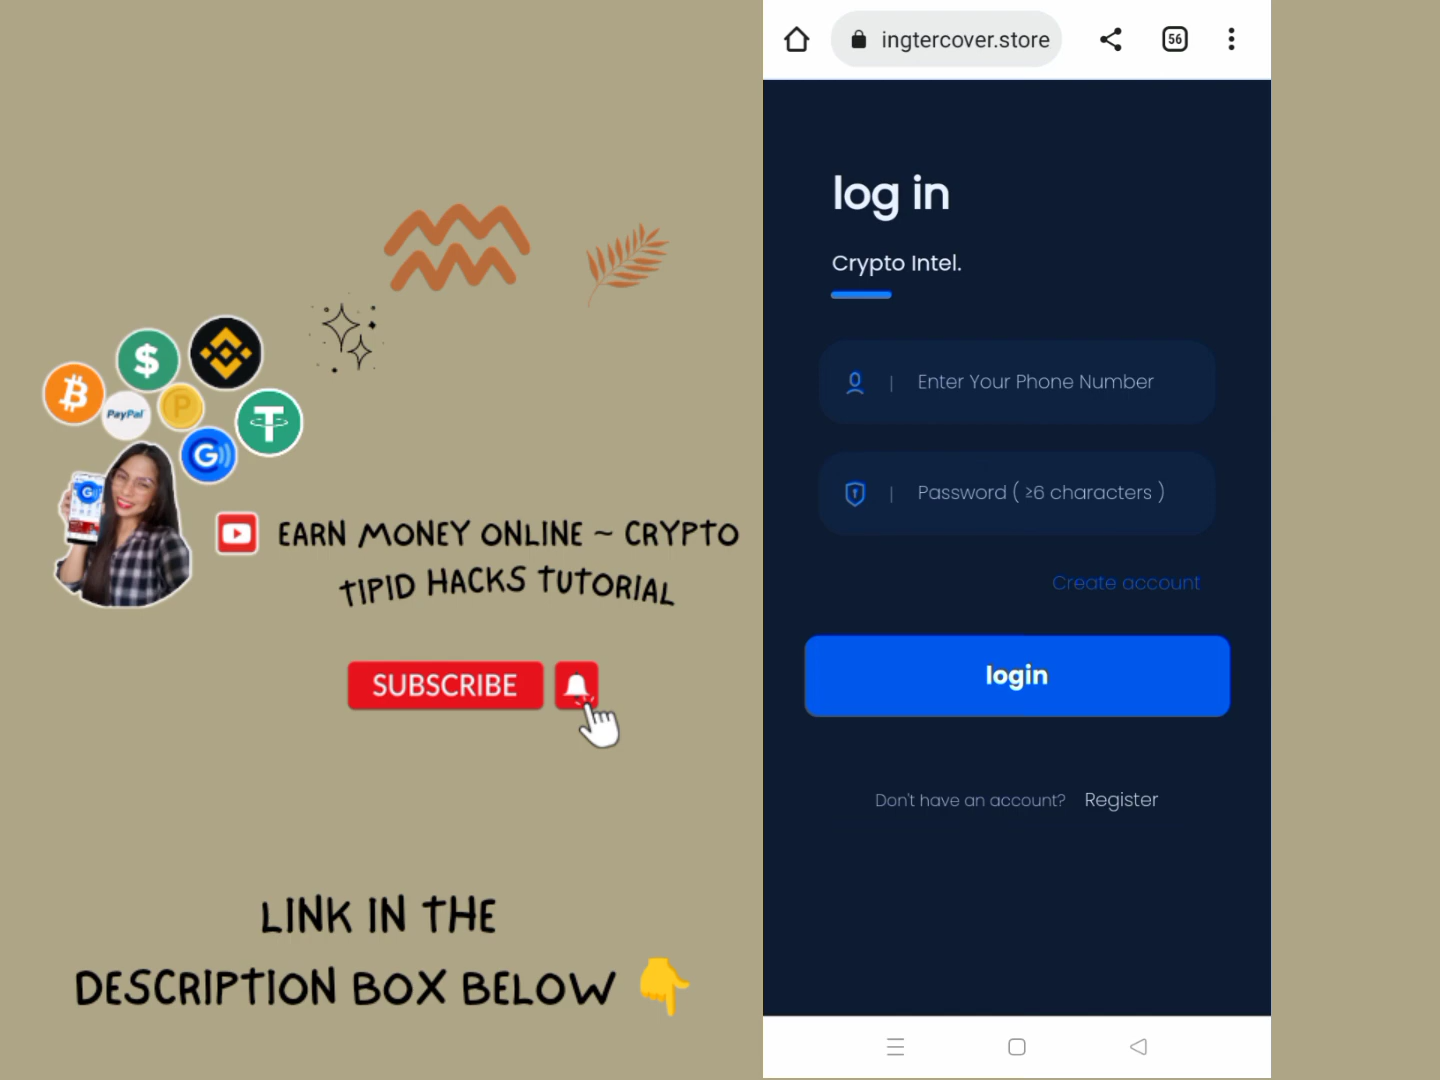 PayPal
P
EARN MONEY ONLINE ~ CRYPTO
TIPID HACKS TUTORIAL
SUBSCRIBE
LINK IN THE
DESCRIPTION BOX BELOW
ingtercover.store
56
log in
Crypto Intel.
Enter Your Phone Number
Password ( ≥6 characters )
Create account
login
Don't have an account? Register